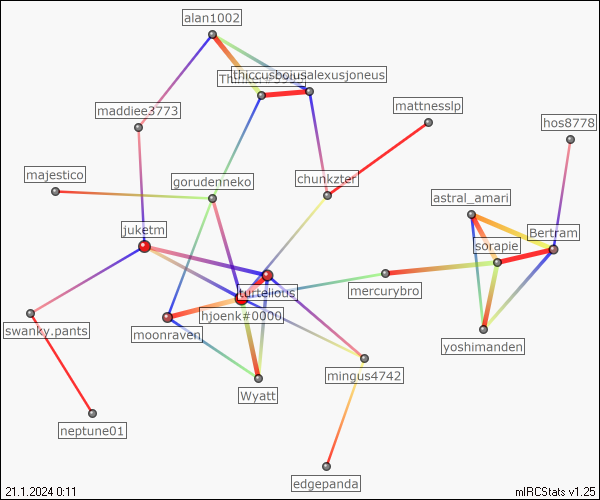 alan1002
thiccusboiusalexusjoneus
mattnesslp
maddiee3773
hos8778
majestico
gorudenneko
chunkzter
astral_amari
juketm
Bertram
sorapie
turtelious
mercurybro
hjoenk#0000
swanky.pants
moonraven
yoshimanden
mingus4742
Wyatt
neptune01
edgepanda
21.1.2024 0:11
mIRCStats v1.25